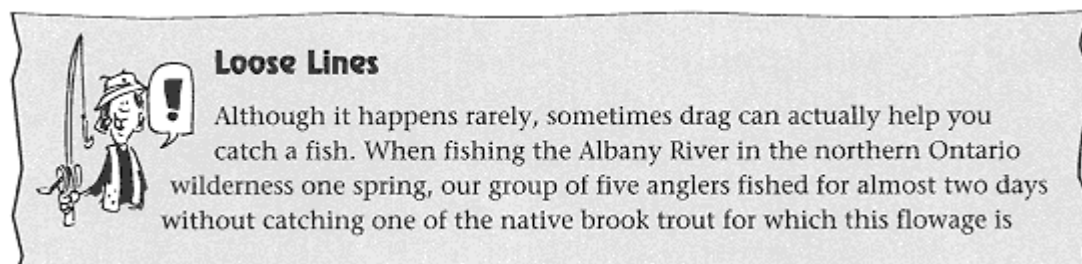 Loose Lines
!
Although it happens rarely, sometimes drag can actually help you
catch a fish. When fishing the Albany River in the northern Ontario
wilderness one spring, our group of five anglers fished for almost two days
without catching one of the native brook trout for which this flowage is